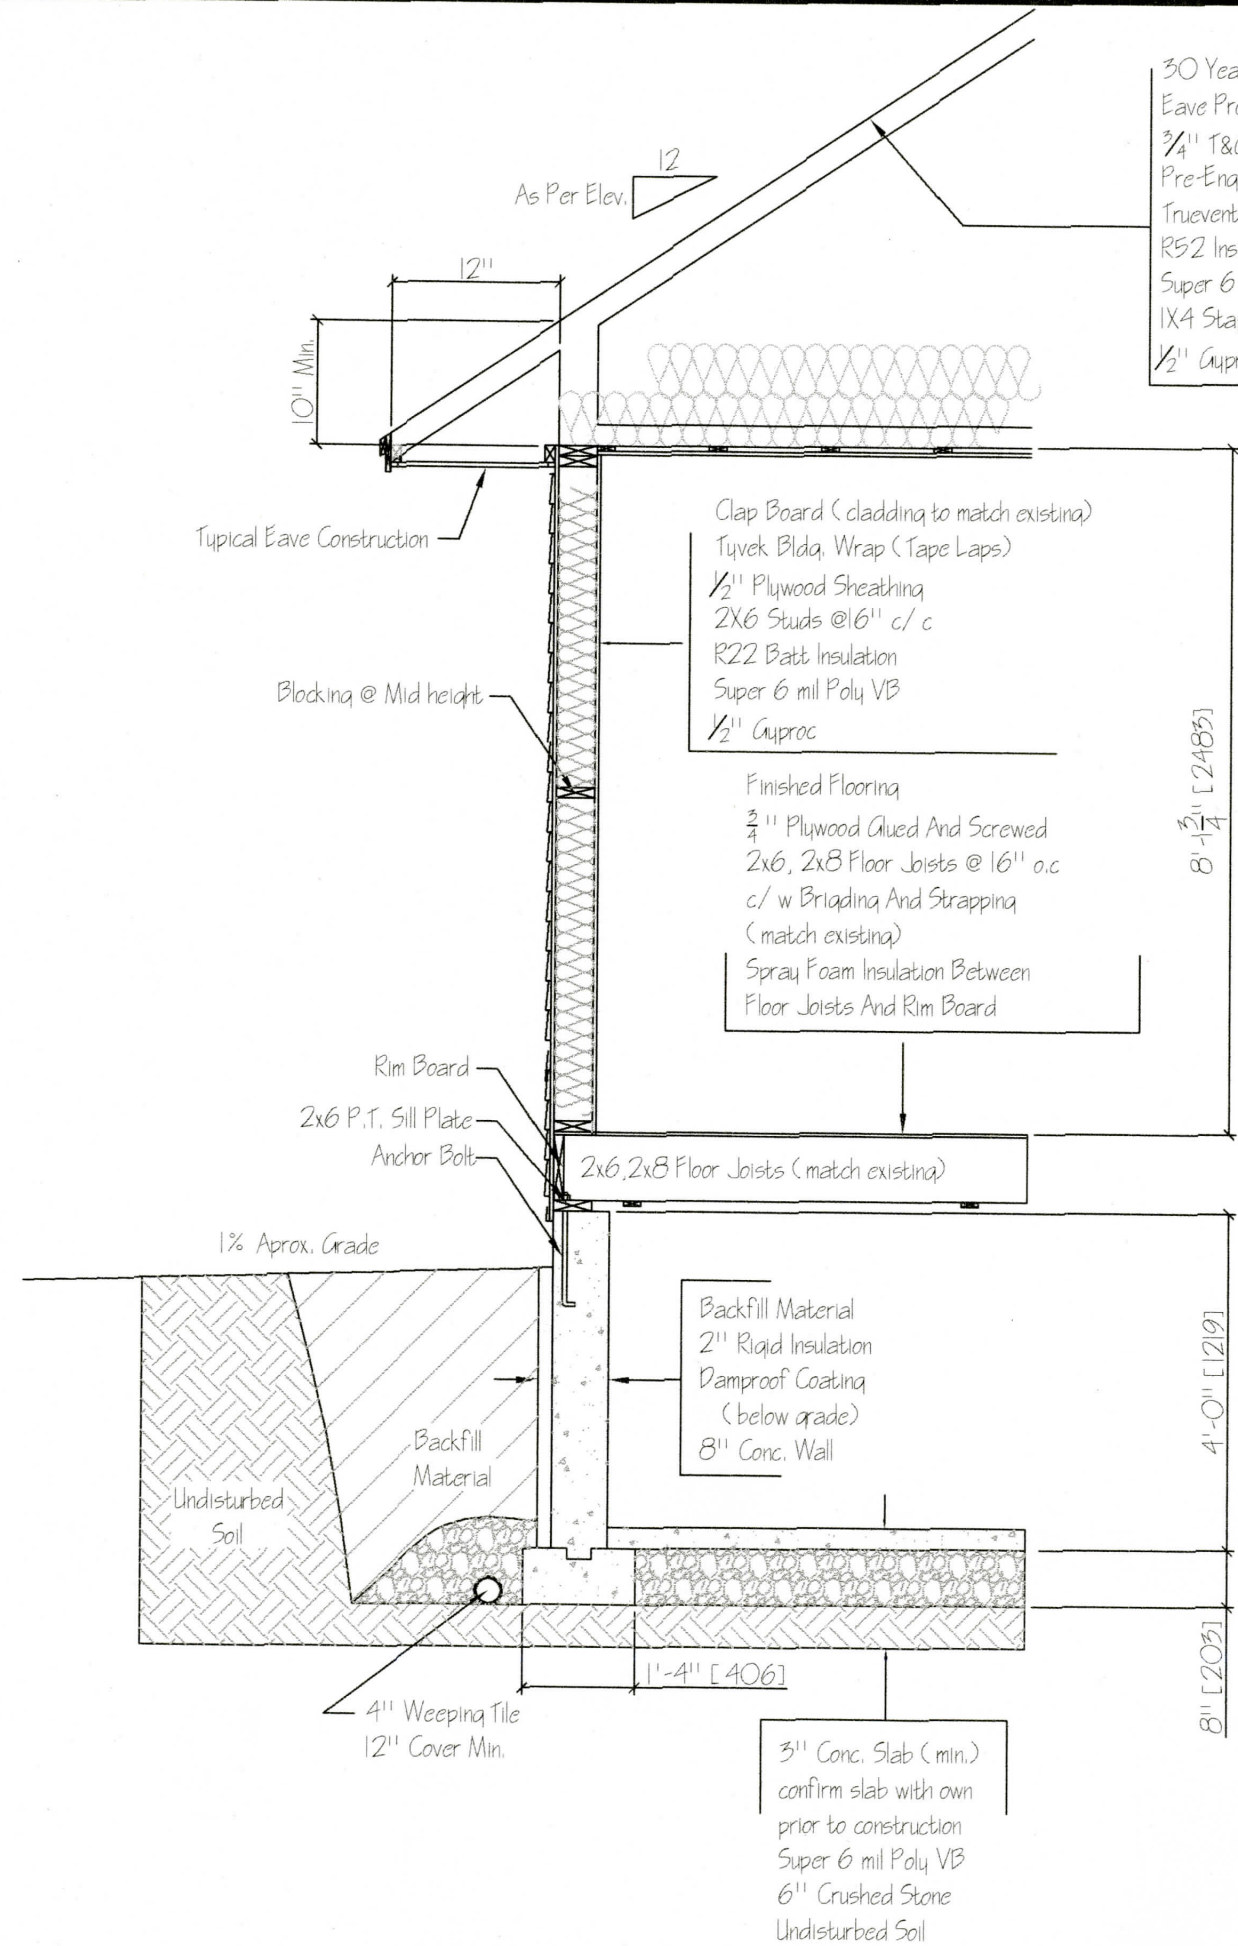 30 Yea
Eave Pro
3/4" T&G
Pre-Eng
Truevent
R52 Ins
Super 6
1X4 Sta
1/2" Gypr
12
As Per Elev.
12"
10" Min.
Typical Eave Construction
Clap Board (cladding to match existing)
Tyvek Bldg. Wrap (Tape Laps)
1/2" Plywood Sheathing
2X6 Studs @16" c/c
R22 Batt Insulation
Super 6 mil Poly VB
1/2" Gyproc
Blocking @ Mid height
8'-1 3/4" [2483]
Finished Flooring
3/4" Plywood Glued And Screwed
2x6, 2x8 Floor Joists @ 16" o.c
c/w Brigding And Strapping
(match existing)
Spray Foam Insulation Between
Floor Joists And Rim Board
Rim Board
2x6 P.T. Sill Plate
Anchor Bolt
2x6,2x8 Floor Joists (match existing)
1% Aprox. Grade
Backfill Material
2" Rigid Insulation
Damproof Coating
(below grade)
8" Conc. Wall
4'-0" [1219]
Backfill
Material
Undisturbed
Soil
1'-4" [406]
8" [203]
4" Weeping Tile
12" Cover Min.
3" Conc. Slab (min.)
confirm slab with own
prior to construction
Super 6 mil Poly VB
6" Crushed Stone
Undisturbed Soil